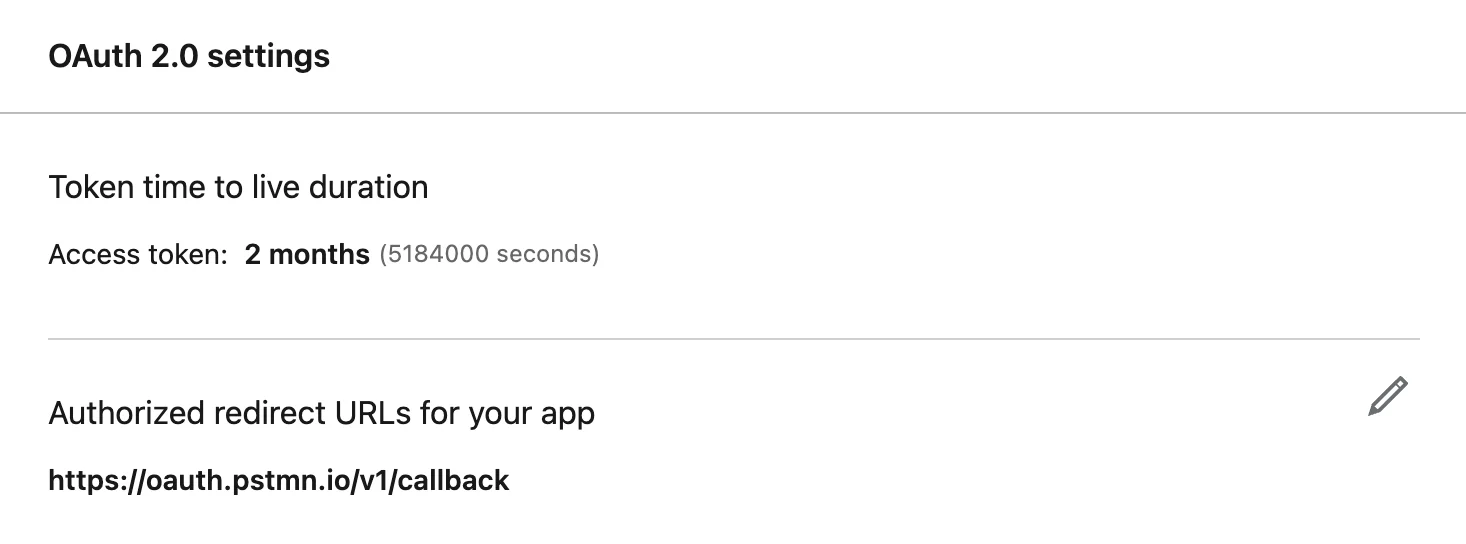 OAuth 2.0 settings
Token time to live duration
Access token: 2 months (5184000 seconds)
Authorized redirect URLs for your app
https://oauth.pstmn.io/v1/callback